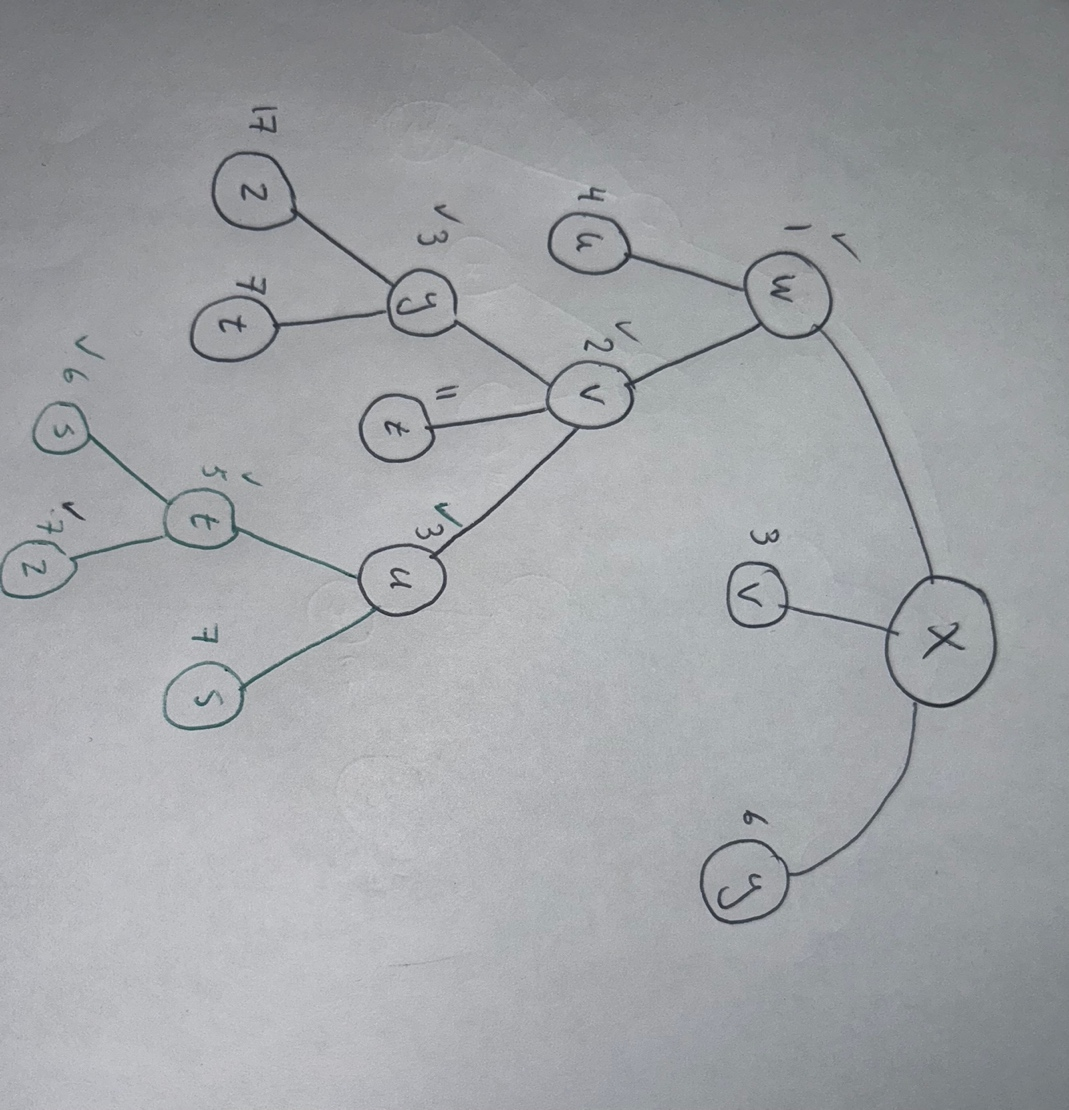 X
✓ 1 w
3 v
6 y
4 u
✓ 2 v
✓ 3 y
11 t
✓ 3 u
17 z
7 t
✓ 5 t
7 s
✓ 6 s
✓ 7 z